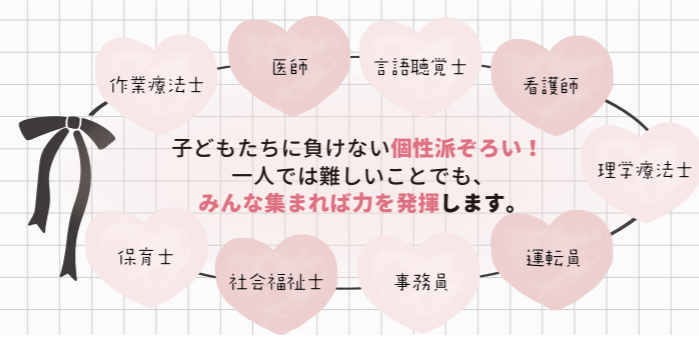 作業療法士
医師
言語聴覚士
看護師
理学療法士
子どもたちに負けない個性派ぞろい！
一人では難しいことでも、
みんな集まれば力を発揮します。
保育士
社会福祉士
事務員
運転員